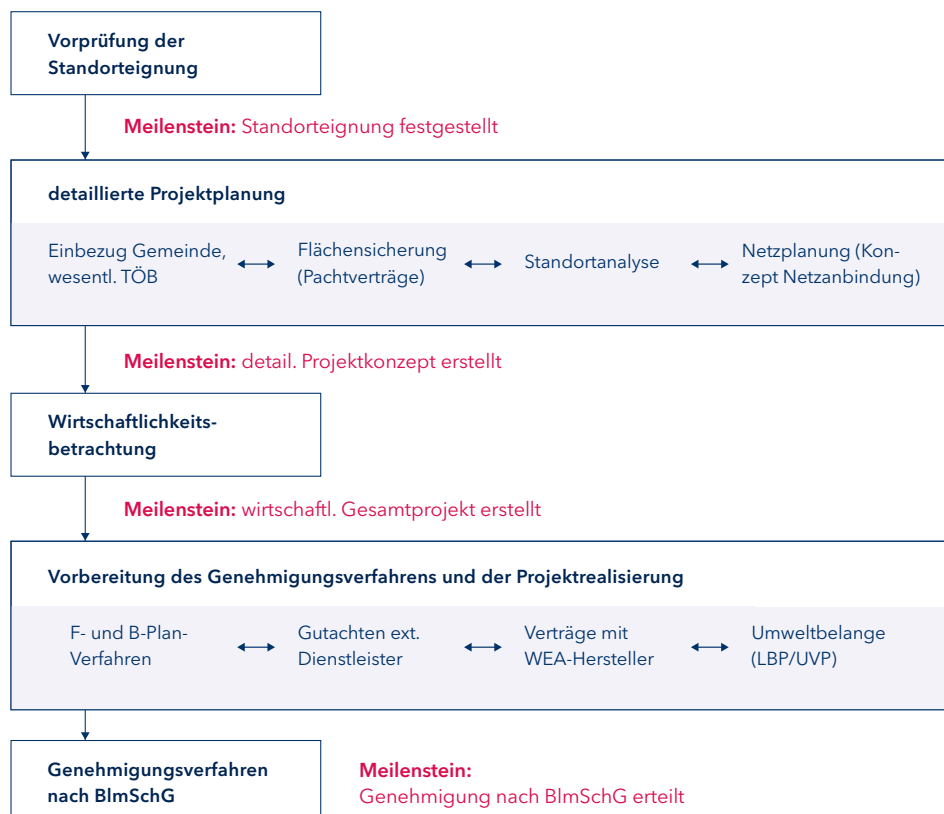 Vorprüfung der
Standorteignung
Meilenstein: Standorteignung festgestellt
detaillierte Projektplanung
Einbezug Gemeinde,
wesentl. TÖB
Flächensicherung
(Pachtverträge)
Standortanalyse
Netzplanung (Kon-
zept Netzanbindung)
Meilenstein: detail. Projektkonzept erstellt
Wirtschaftlichkeits-
betrachtung
Meilenstein: wirtschaftl. Gesamtprojekt erstellt
Vorbereitung des Genehmigungsverfahrens und der Projektrealisierung
F- und B-Plan-
Verfahren
Gutachten ext.
Dienstleister
Verträge mit
WEA-Hersteller
Umweltbelange
(LBP/UVP)
Genehmigungsverfahren
nach BImSchG
Meilenstein:
Genehmigung nach BImSchG erteilt